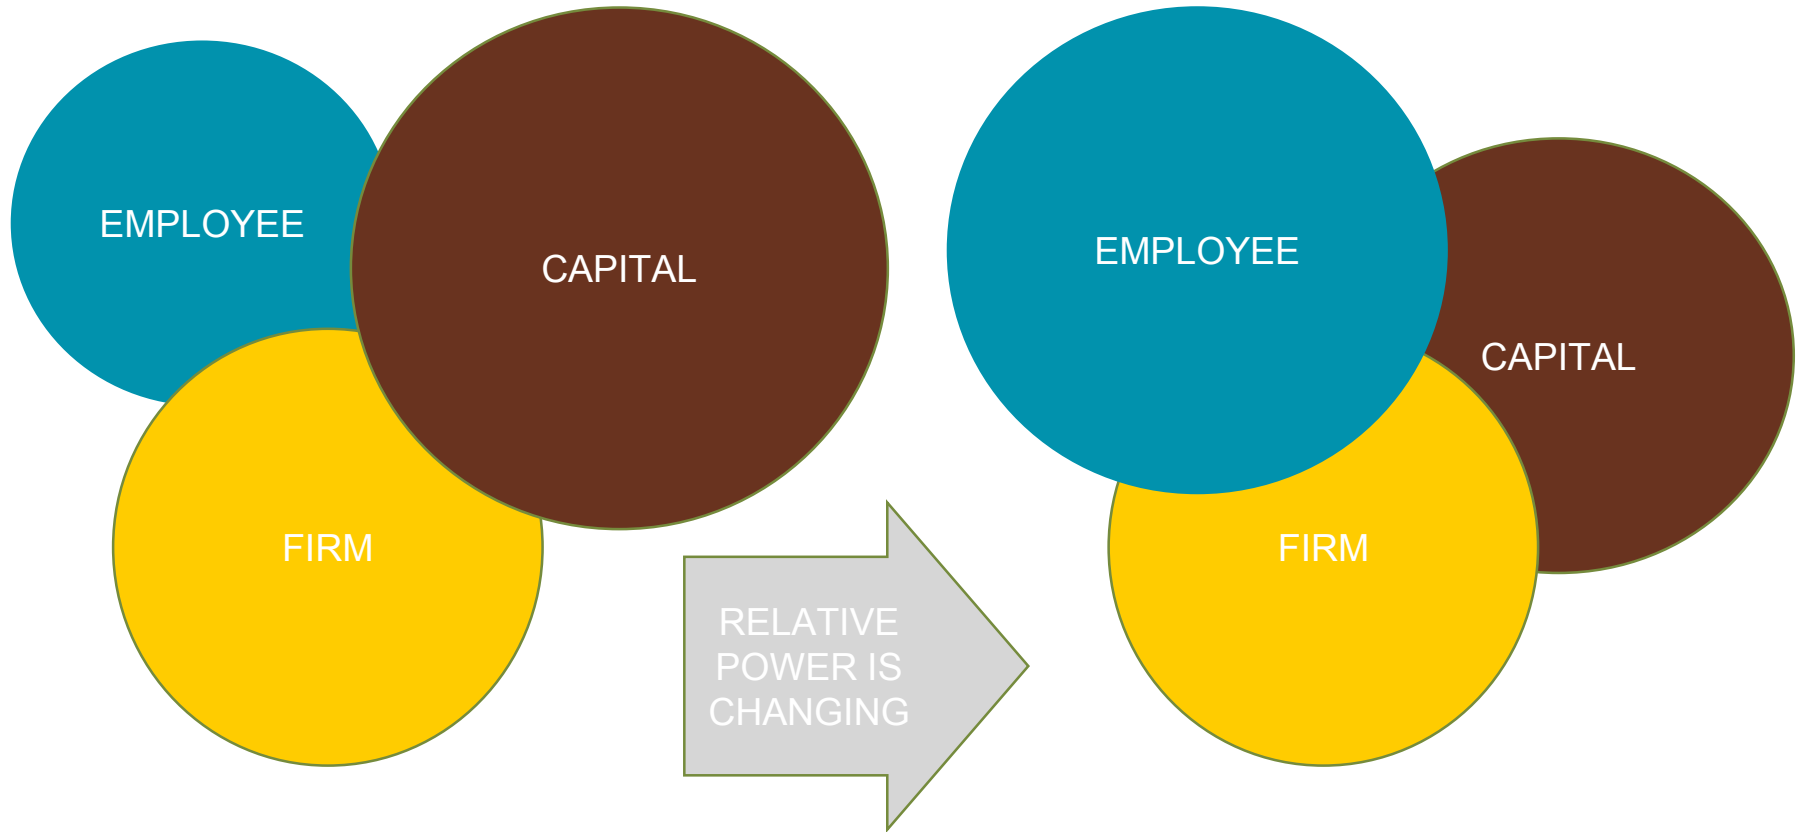 EMPLOYEE
CAPITAL
FIRM
RELATIVE
POWER IS
CHANGING
EMPLOYEE
CAPITAL
FIRM